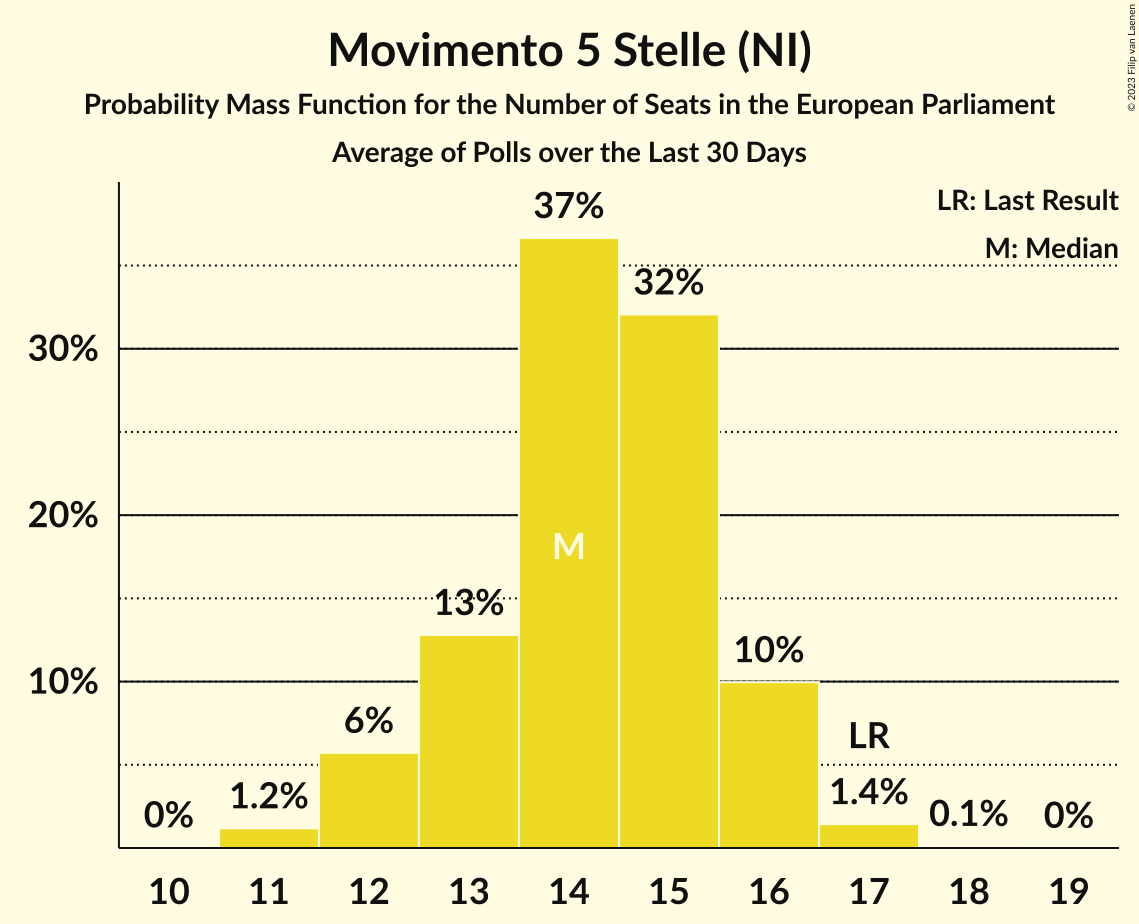 Movimento 5 Stelle (NI)
Probability Mass Function for the Number of Seats in the European Parliament
Average of Polls over the Last 30 Days
© 2023 Filip van Laenen
LR: Last Result
M: Median
30%
20%
10%
0%
1.2%
6%
13%
37%
M
32%
10%
LR
1.4%
0.1%
0%
10 11 12 13 14 15 16 17 18 19